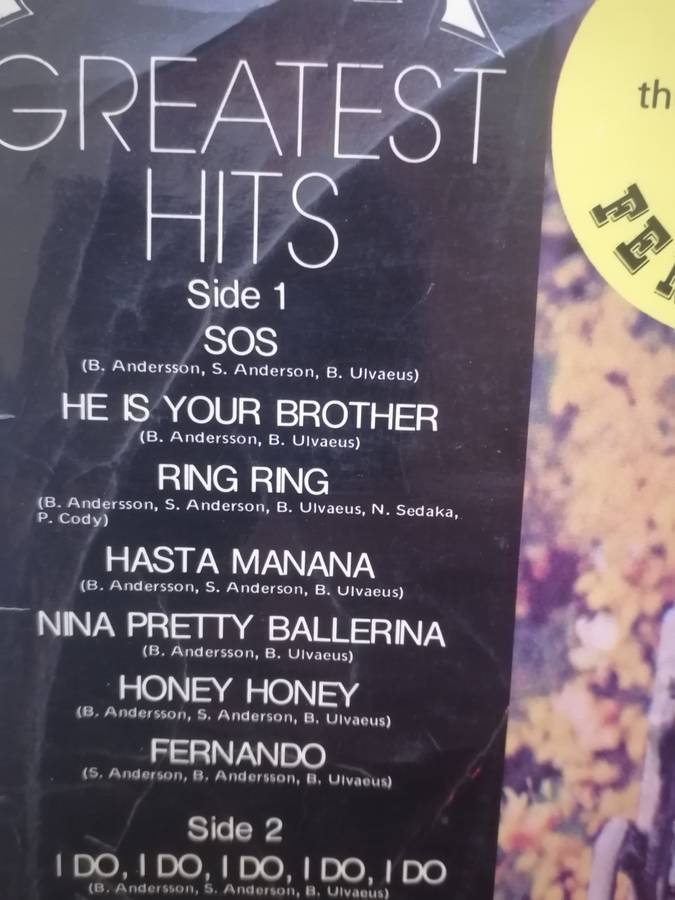 GREATEST
HITS
Side 1
SOS
(B. Andersson, S. Anderson, B. Ulvaeus)
HE IS YOUR BROTHER
(B. Andersson, B. Ulvaeus)
RING RING
(B. Andersson, S. Anderson, B. Ulvaeus, N. Sedaka,
P. Cody)
HASTA MANANA
(B. Andersson, S. Anderson, B. Ulvaeus)
NINA PRETTY BALLERINA
(B. Andersson, B. Ulvaeus)
HONEY HONEY
(B. Andersson, S. Anderson, B. Ulvaeus)
FERNANDO
(S. Anderson, B. Andersson, B. Ulvaeus)
Side 2
I DO, I DO, I DO, I DO, I DO
(B. Andersson, S. Anderson, B. Ulvaeus)
th